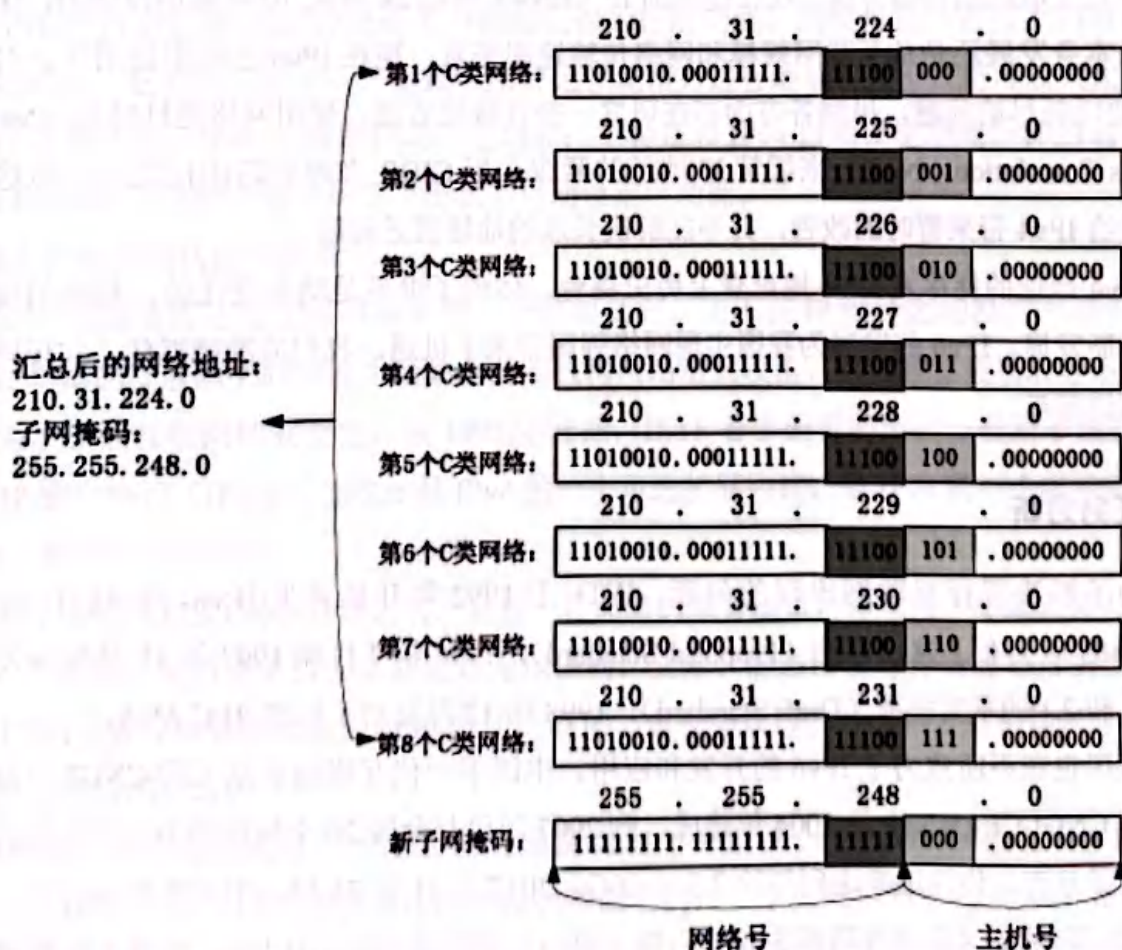 210 . 31 . 224 . 0
第1个C类网络: 11010010.00011111. 11100 000 .00000000
210 . 31 . 225 . 0
第2个C类网络: 11010010.00011111. 11100 001 .00000000
210 . 31 . 226 . 0
第3个C类网络: 11010010.00011111. 11100 010 .00000000
210 . 31 . 227 . 0
第4个C类网络: 11010010.00011111. 11100 011 .00000000
210 . 31 . 228 . 0
第5个C类网络: 11010010.00011111. 11100 100 .00000000
210 . 31 . 229 . 0
第6个C类网络: 11010010.00011111. 11100 101 .00000000
210 . 31 . 230 . 0
第7个C类网络: 11010010.00011111. 11100 110 .00000000
210 . 31 . 231 . 0
第8个C类网络: 11010010.00011111. 11100 111 .00000000
255 . 255 . 248 . 0
新子网掩码: 11111111.11111111. 11111 000 .00000000
网络号 主机号
汇总后的网络地址:
210.31.224.0
子网掩码:
255.255.248.0